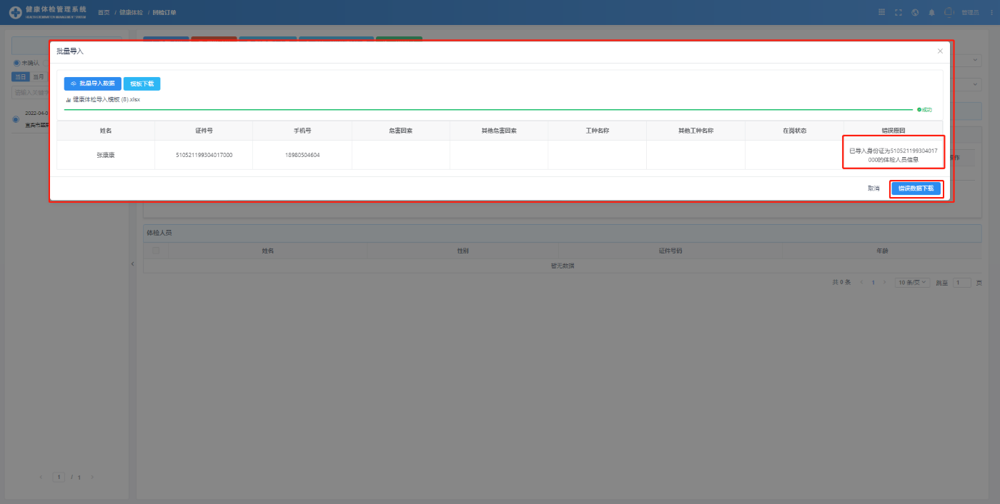 健康体检管理系统
首页 / 健康体检 / 团检订单
管理员
未确认
当日 当月
请输入关键字
2022-04-0
批量导入
批量导入数据 模板下载
健康体检导入模板 (8).xlsx
成功
姓名 证件号 手机号 危害因素 其他危害因素 工种名称 其他工种名称 在岗状态 错误原因
张康康 510521199304017000 18980504604 已导入身份证为510521199304017
000的体检人员信息
取消 错误数据下载
体检人员
姓名 性别 证件号码 年龄
暂无数据
共 0 条 1 10 条/页 跳至 1 页
1 / 1